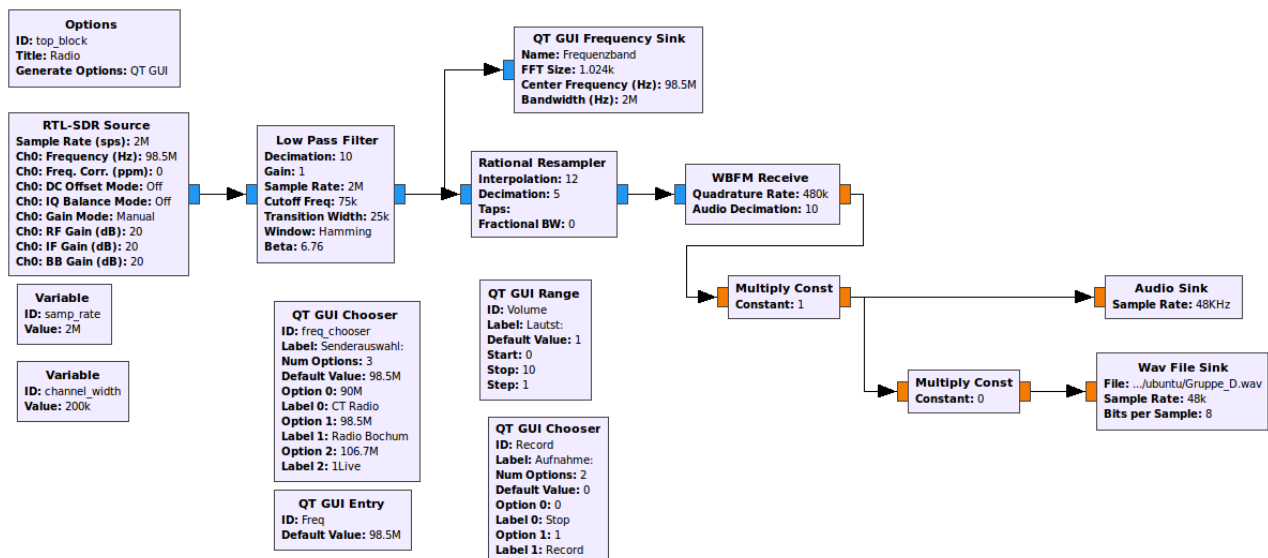 Options
ID: top_block
Title: Radio
Generate Options: QT GUI
QT GUI Frequency Sink
Name: Frequenzband
FFT Size: 1.024k
Center Frequency (Hz): 98.5M
Bandwidth (Hz): 2M
RTL-SDR Source
Sample Rate (sps): 2M
Ch0: Frequency (Hz): 98.5M
Ch0: Freq. Corr. (ppm): 0
Ch0: DC Offset Mode: Off
Ch0: IQ Balance Mode: Off
Ch0: Gain Mode: Manual
Ch0: RF Gain (dB): 20
Ch0: IF Gain (dB): 20
Ch0: BB Gain (dB): 20
Low Pass Filter
Decimation: 10
Gain: 1
Sample Rate: 2M
Cutoff Freq: 75k
Transition Width: 25k
Window: Hamming
Beta: 6.76
Rational Resampler
Interpolation: 12
Decimation: 5
Taps:
Fractional BW: 0
WBFM Receive
Quadrature Rate: 480k
Audio Decimation: 10
Variable
ID: samp_rate
Value: 2M
Variable
ID: channel_width
Value: 200k
QT GUI Chooser
ID: freq_chooser
Label: Senderauswahl:
Num Options: 3
Default Value: 98.5M
Option 0: 90M
Label 0: CT Radio
Option 1: 98.5M
Label 1: Radio Bochum
Option 2: 106.7M
Label 2: 1Live
QT GUI Entry
ID: Freq
Default Value: 98.5M
QT GUI Range
ID: Volume
Label: Lautst:
Default Value: 1
Start: 0
Stop: 10
Step: 1
QT GUI Chooser
ID: Record
Label: Aufnahme:
Num Options: 2
Default Value: 0
Option 0: 0
Label 0: Stop
Option 1: 1
Label 1: Record
Multiply Const
Constant: 1
Audio Sink
Sample Rate: 48KHz
Multiply Const
Constant: 0
Wav File Sink
File: .../ubuntu/Gruppe_D.wav
Sample Rate: 48k
Bits per Sample: 8